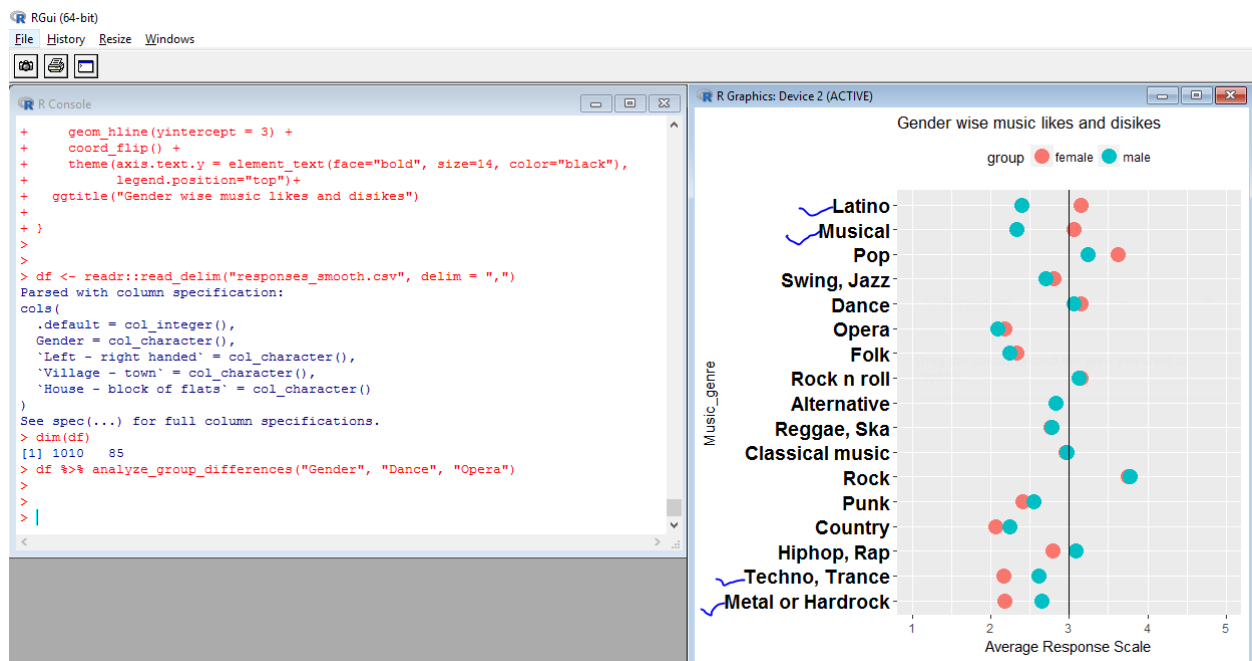 RGui (64-bit)
File History Resize Windows
R Console
+     geom_hline(yintercept = 3) +
+     coord_flip() +
+     theme(axis.text.y = element_text(face="bold", size=14, color="black"),
+           legend.position="top")+
+   ggtitle("Gender wise music likes and disikes")
+
+ }
>
>
> df <- readr::read_delim("responses_smooth.csv", delim = ",")
Parsed with column specification:
cols(
  .default = col_integer(),
  Gender = col_character(),
  `Left - right handed` = col_character(),
  `Village - town` = col_character(),
  `House - block of flats` = col_character()
)
See spec(...) for full column specifications.
> dim(df)
[1] 1010   85
> df %>% analyze_group_differences("Gender", "Dance", "Opera")
>
>
>
R Graphics: Device 2 (ACTIVE)
Gender wise music likes and disikes
group female male
Music_genre
Latino
Musical
Pop
Swing, Jazz
Dance
Opera
Folk
Rock n roll
Alternative
Reggae, Ska
Classical music
Rock
Punk
Country
Hiphop, Rap
Techno, Trance
Metal or Hardrock
1 2 3 4 5
Average Response Scale